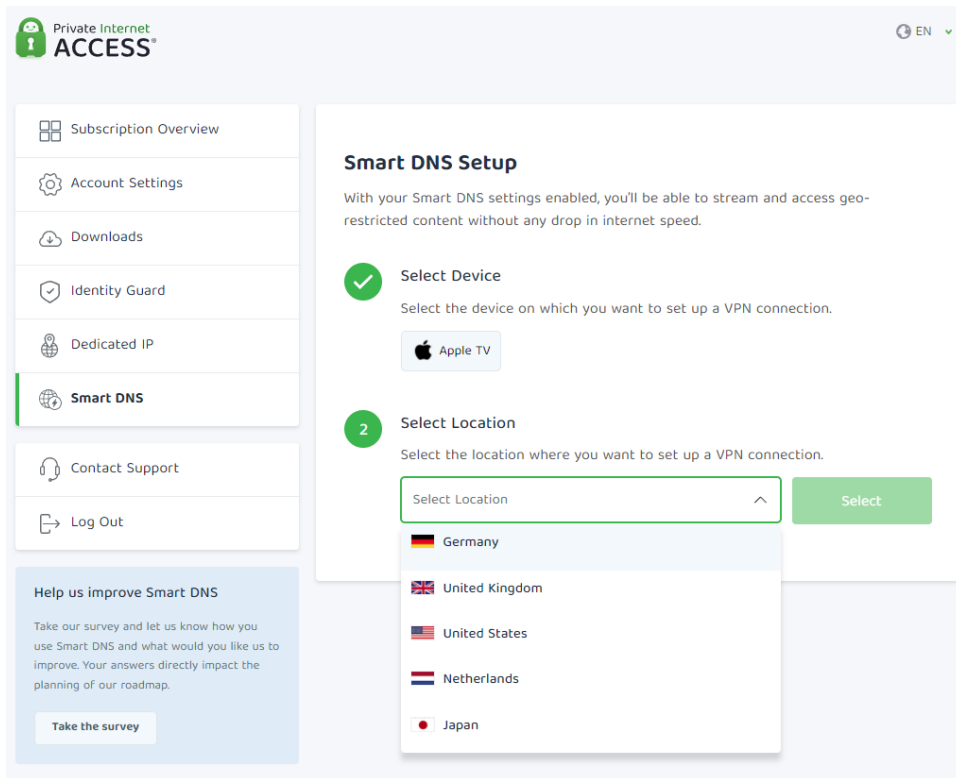 Private Internet
ACCESS®
EN
Subscription Overview
Account Settings
Downloads
Identity Guard
Dedicated IP
Smart DNS
Contact Support
Log Out
Help us improve Smart DNS
Take our survey and let us know how you
use Smart DNS and what would you like us to
improve. Your answers directly impact the
planning of our roadmap.
Take the survey
Smart DNS Setup
With your Smart DNS settings enabled, you'll be able to stream and access geo-
restricted content without any drop in internet speed.
Select Device
Select the device on which you want to set up a VPN connection.
Apple TV
2
Select Location
Select the location where you want to set up a VPN connection.
Select Location
Select
Germany
United Kingdom
United States
Netherlands
Japan